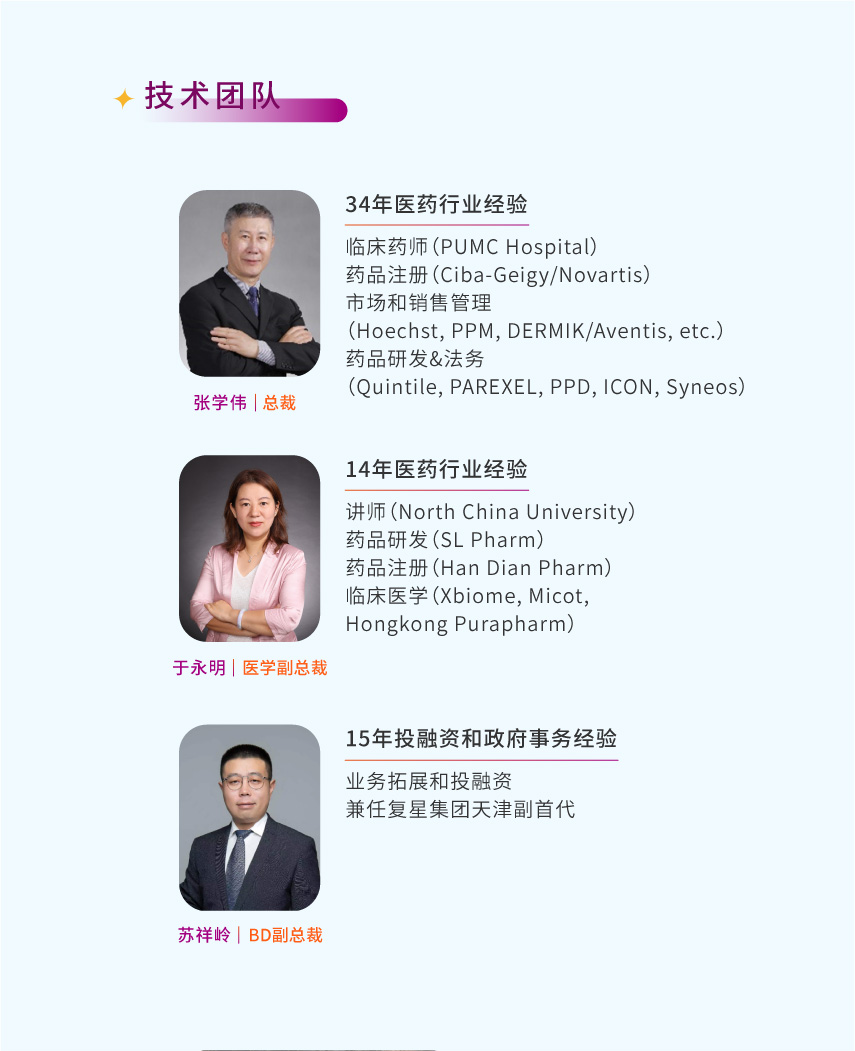 技术团队
34年医药行业经验
临床药师（PUMC Hospital）
药品注册（Ciba-Geigy/Novartis）
市场和销售管理
（Hoechst, PPM, DERMIK/Aventis, etc.）
药品研发&法务
（Quintile, PAREXEL, PPD, ICON, Syneos）
张学伟｜总裁
14年医药行业经验
讲师（North China University）
药品研发（SL Pharm）
药品注册（Han Dian Pharm）
临床医学（Xbiome, Micot,
Hongkong Purapharm）
于永明｜医学副总裁
15年投融资和政府事务经验
业务拓展和投融资
兼任复星集团天津副首代
苏祥岭｜BD副总裁